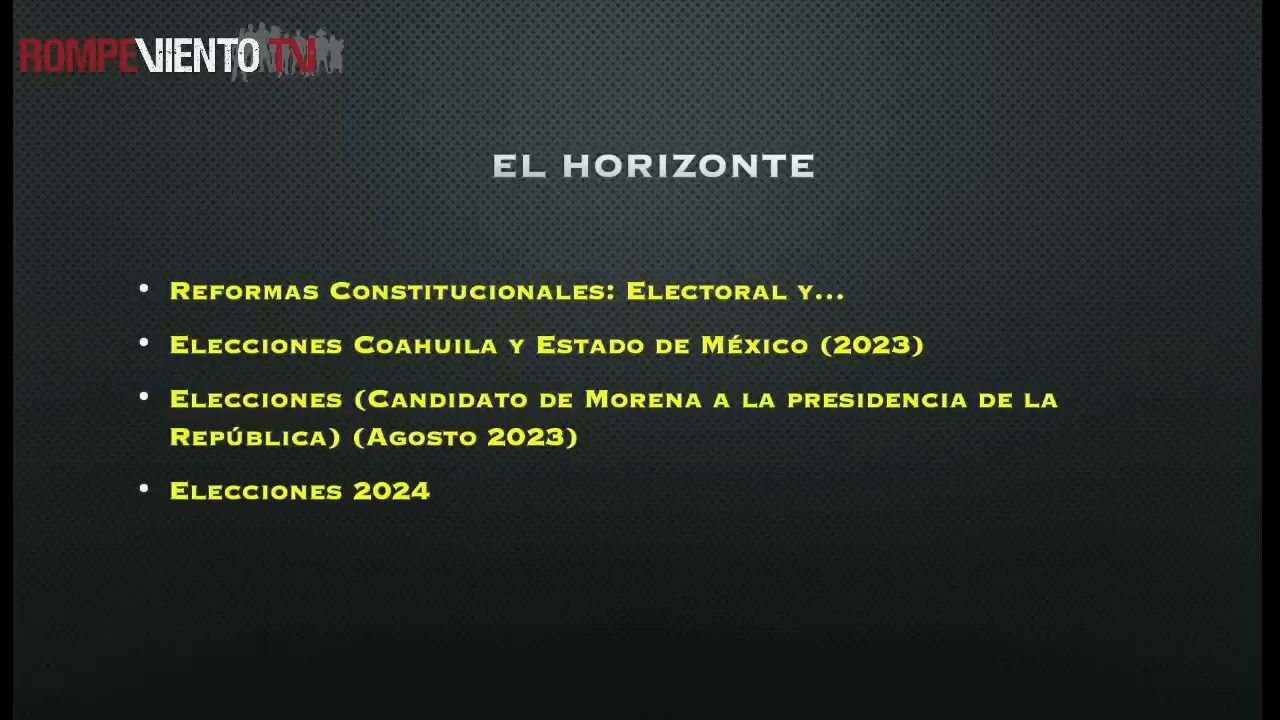 ROMPEVIENTO TV
EL HORIZONTE
• Reformas Constitucionales: Electoral y...
• Elecciones Coahuila y Estado de México (2023)
• Elecciones (Candidato de Morena a la presidencia de la
República) (Agosto 2023)
• Elecciones 2024